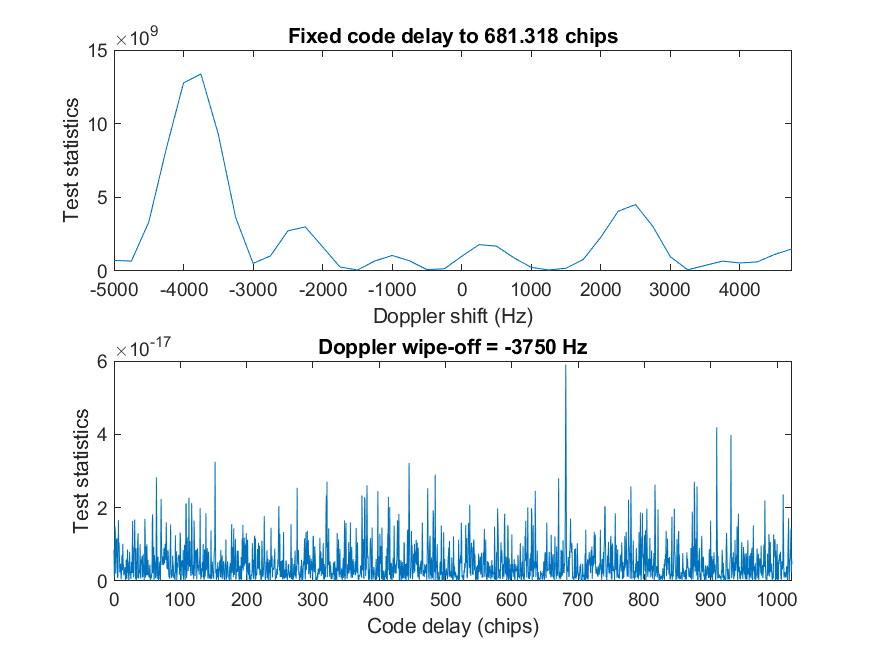 ×10^9
Fixed code delay to 681.318 chips
15
10
5
0
Test statistics
-5000 -4000 -3000 -2000 -1000 0 1000 2000 3000 4000
Doppler shift (Hz)
×10^-17
Doppler wipe-off = -3750 Hz
6
4
2
0
Test statistics
0 100 200 300 400 500 600 700 800 900 1000
Code delay (chips)